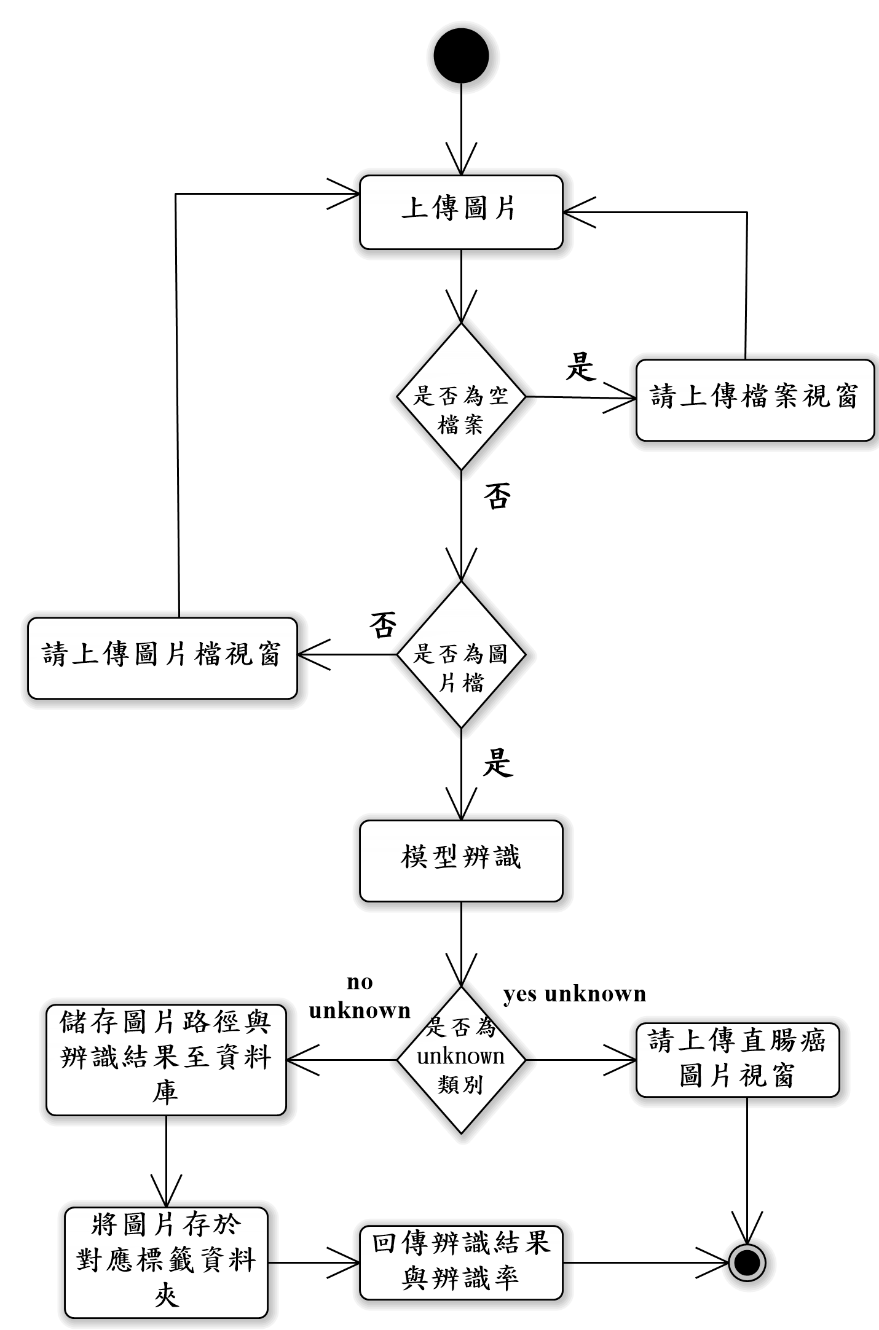 上傳圖片
是否為空
檔案
是
請上傳檔案視窗
否
是否為圖
片檔
否
請上傳圖片檔視窗
是
模型辨識
no
unknown
yes unknown
是否為
unknown
類別
儲存圖片路徑與
辨識結果至資料
庫
請上傳直腸癌
圖片視窗
將圖片存於
對應標籤資料
夾
回傳辨識結果
與辨識率